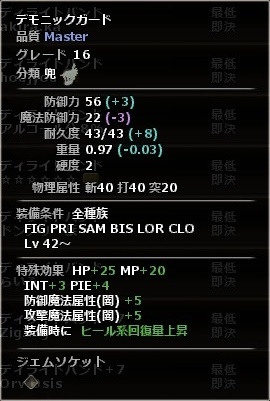 デモニックガード
品質 Master
グレード 16
分類 兜
防御力 56 (+3)
魔法防御力 22 (-3)
耐久度 43/43 (+8)
重量 0.97 (-0.03)
硬度 2
物理属性 斬40 打40 突20
装備条件 全種族
FIG PRI SAM BIS LOR CLO
Lv 42～
特殊効果 HP+25 MP+20
INT+3 PIE+4
防御魔法属性(闇) +5
攻撃魔法属性(闇) +5
装備時に ヒール系回復量上昇
ジェムソケット